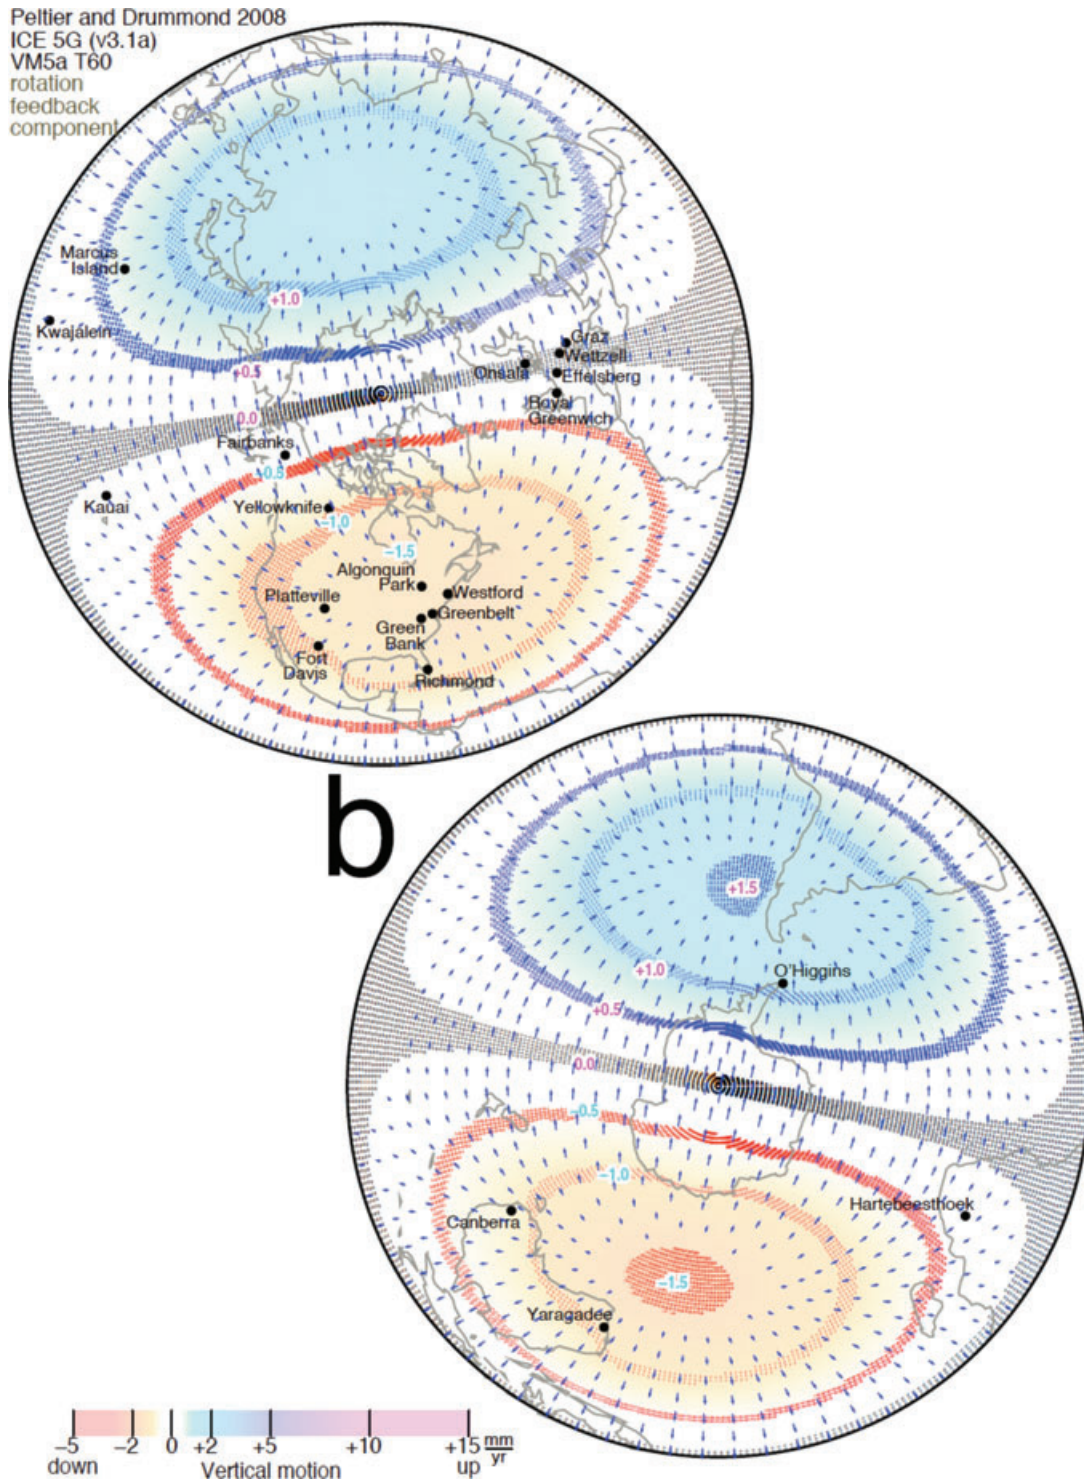 Peltier and Drummond 2008
ICE 5G (v3.1a)
VM5a T60
rotation
feedback
component
Marcus
Island
+1.0
Kwajalein
Graz
Wettzell
Onsala
Effelsberg
+0.5
Royal
Greenwich
0.0
Fairbanks
−0.5
Kauai
Yellowknife
−1.0
−1.5
Algonquin
Park
Westford
Platteville
Greenbelt
Green
Bank
Fort
Davis
Richmond
b
+1.5
+1.0
O'Higgins
+0.5
0.0
−0.5
−1.0
Hartebeesthoek
Canberra
−1.5
Yaragadee
−5 −2 0 +2 +5 +10 +15 mm
yr
down Vertical motion up